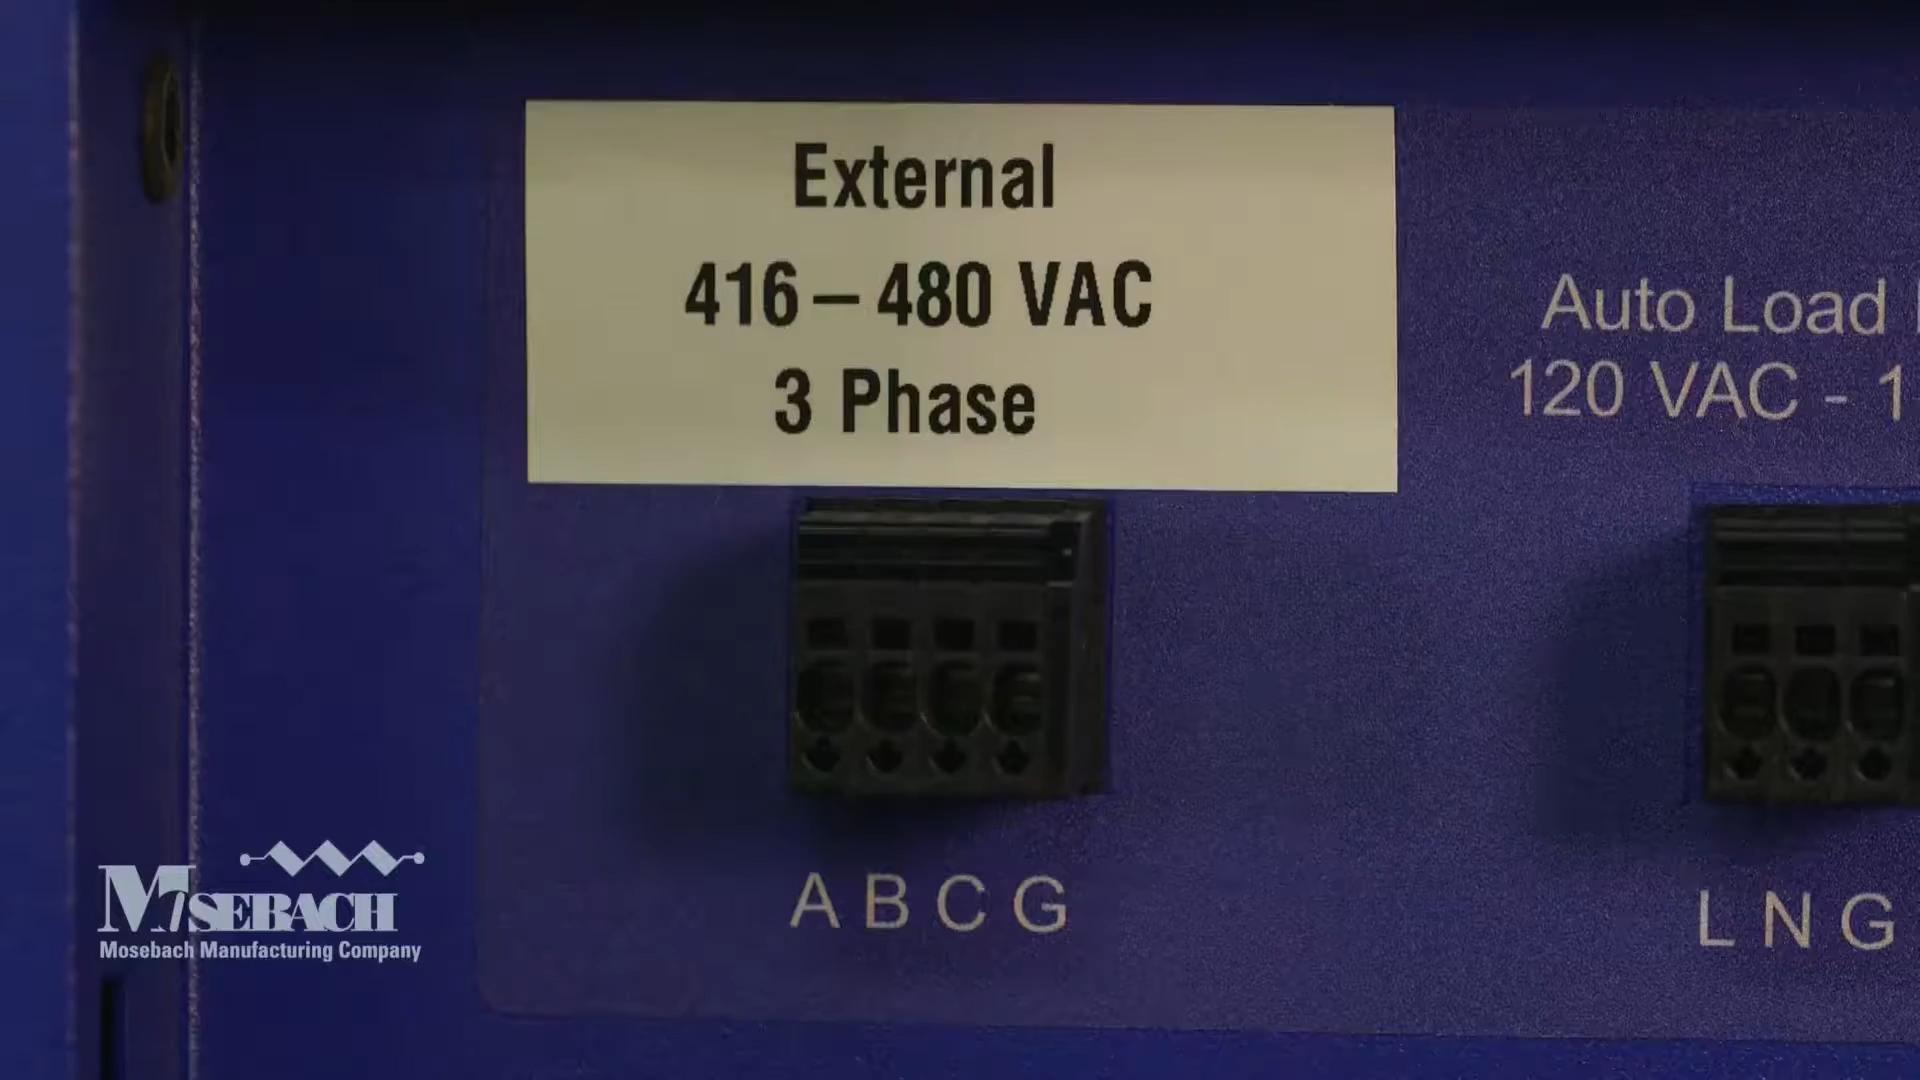 External
416 – 480 VAC
3 Phase
Auto Load
120 VAC - 1
A B C G
L N G
MOSEBACH
Mosebach Manufacturing Company